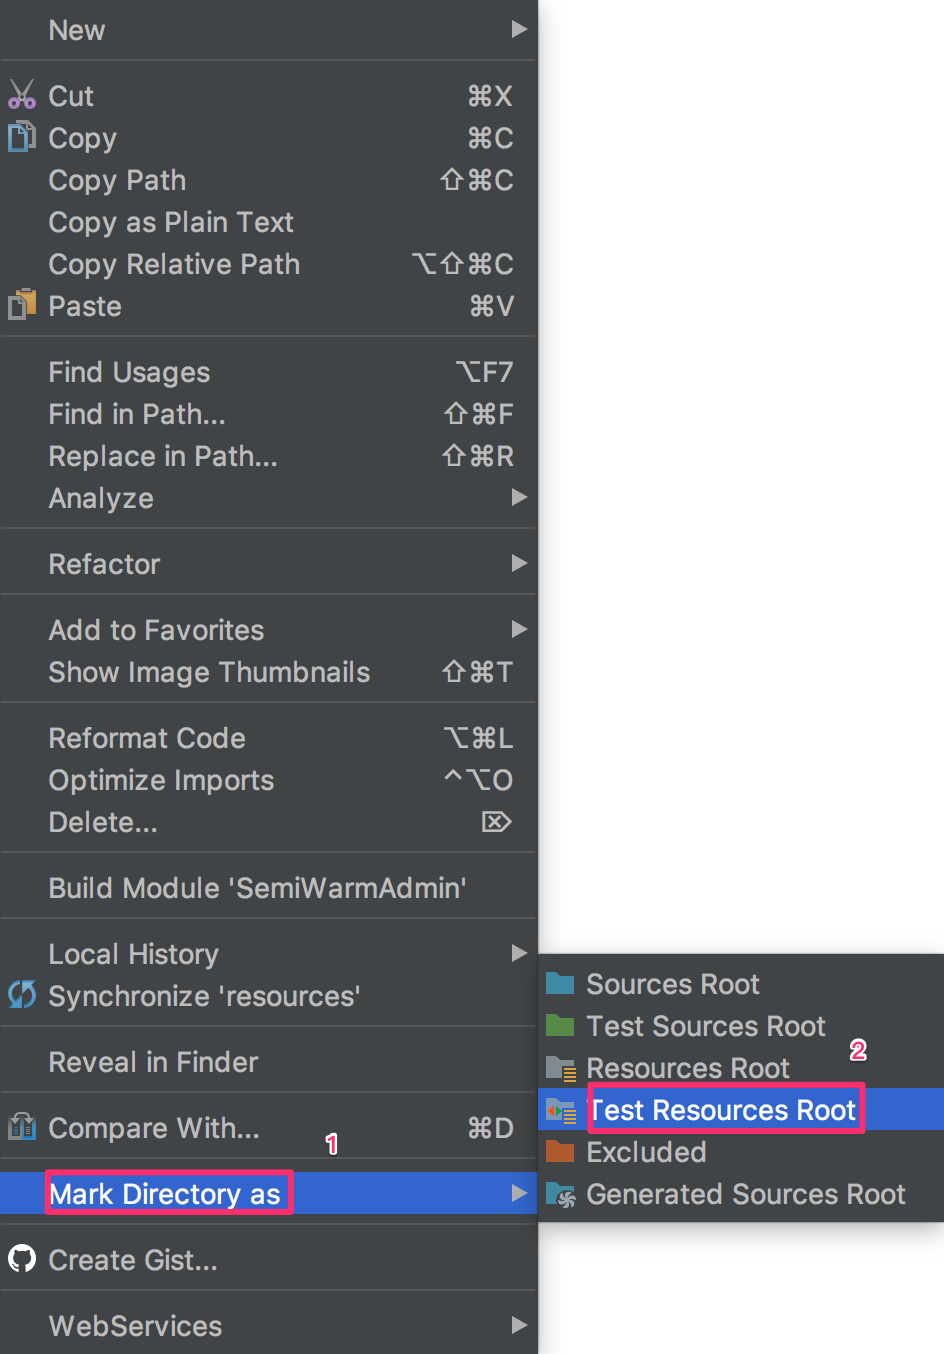 New
Cut ⌘X
Copy ⌘C
Copy Path ⇧⌘C
Copy as Plain Text
Copy Relative Path ⌥⇧⌘C
Paste ⌘V
Find Usages ⌥F7
Find in Path... ⇧⌘F
Replace in Path... ⇧⌘R
Analyze
Refactor
Add to Favorites
Show Image Thumbnails ⇧⌘T
Reformat Code ⌥⌘L
Optimize Imports ^⌥O
Delete... ⌦
Build Module 'SemiWarmAdmin'
Local History
Synchronize 'resources'
Reveal in Finder
Compare With... ⌘D
1
Mark Directory as
Create Gist...
WebServices
Sources Root
Test Sources Root
2
Resources Root
Test Resources Root
Excluded
Generated Sources Root